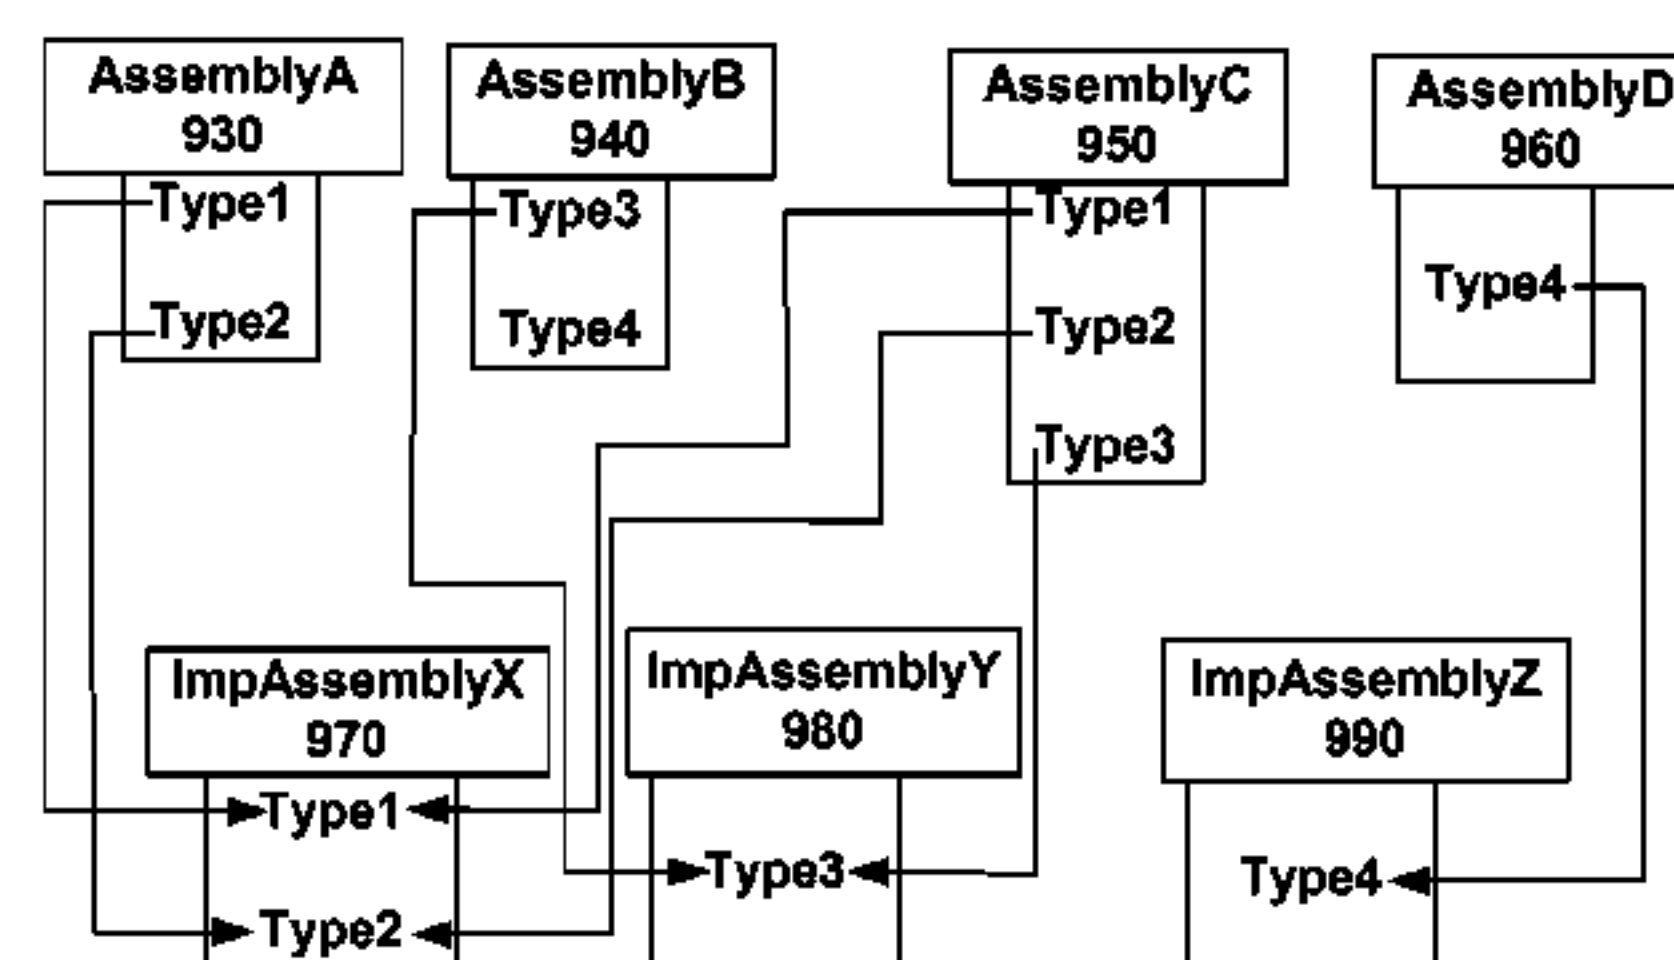 AssemblyA
930
Type1
Type2
AssemblyB
940
Type3
Type4
AssemblyC
950
Type1
Type2
Type3
AssemblyD
960
Type4
ImpAssemblyX
970
Type1
Type2
ImpAssemblyY
980
Type3
ImpAssemblyZ
990
Type4